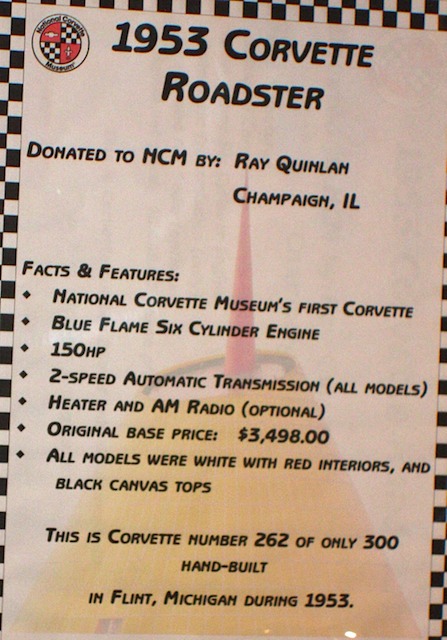 National Corvette
Museum
1953 CORVETTE
ROADSTER
DONATED TO NCM BY: RAY QUINLAN
CHAMPAIGN, IL
FACTS & FEATURES:
◆ NATIONAL CORVETTE MUSEUM'S FIRST CORVETTE
◆ BLUE FLAME SIX CYLINDER ENGINE
◆ 150HP
◆ 2-SPEED AUTOMATIC TRANSMISSION (ALL MODELS)
◆ HEATER AND AM RADIO (OPTIONAL)
◆ ORIGINAL BASE PRICE: $3,498.00
◆ ALL MODELS WERE WHITE WITH RED INTERIORS, AND
BLACK CANVAS TOPS
THIS IS CORVETTE NUMBER 262 OF ONLY 300
HAND-BUILT
IN FLINT, MICHIGAN DURING 1953.